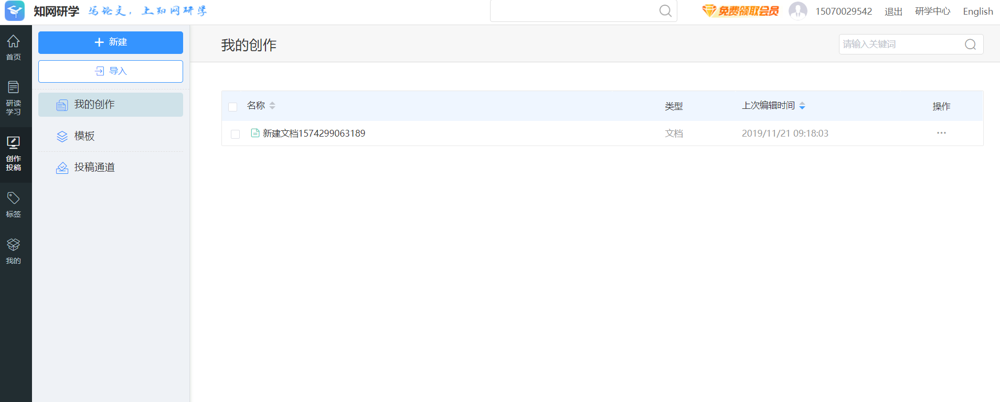 知网研学 写论文，上知网研学
免费领取会员 15070029542 退出 研学中心 English
首页
研读
学习
创作
投稿
标签
我的
新建
导入
我的创作
模板
投稿通道
我的创作
请输入关键词
名称 类型 上次编辑时间 操作
新建文档1574299063189 文档 2019/11/21 09:18:03 ···